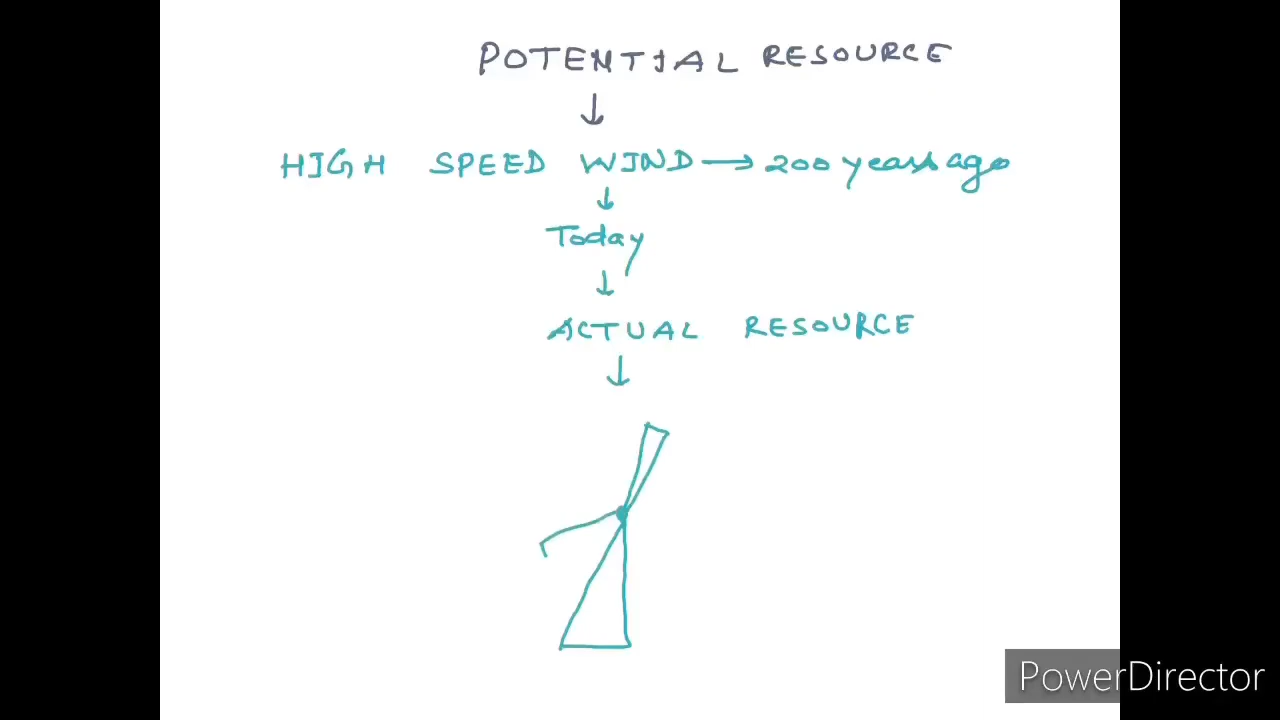 POTENTIAL RESOURCE
↓
HIGH SPEED WIND → 200 years ago
↓
Today
↓
ACTUAL RESOURCE
↓
PowerDirector